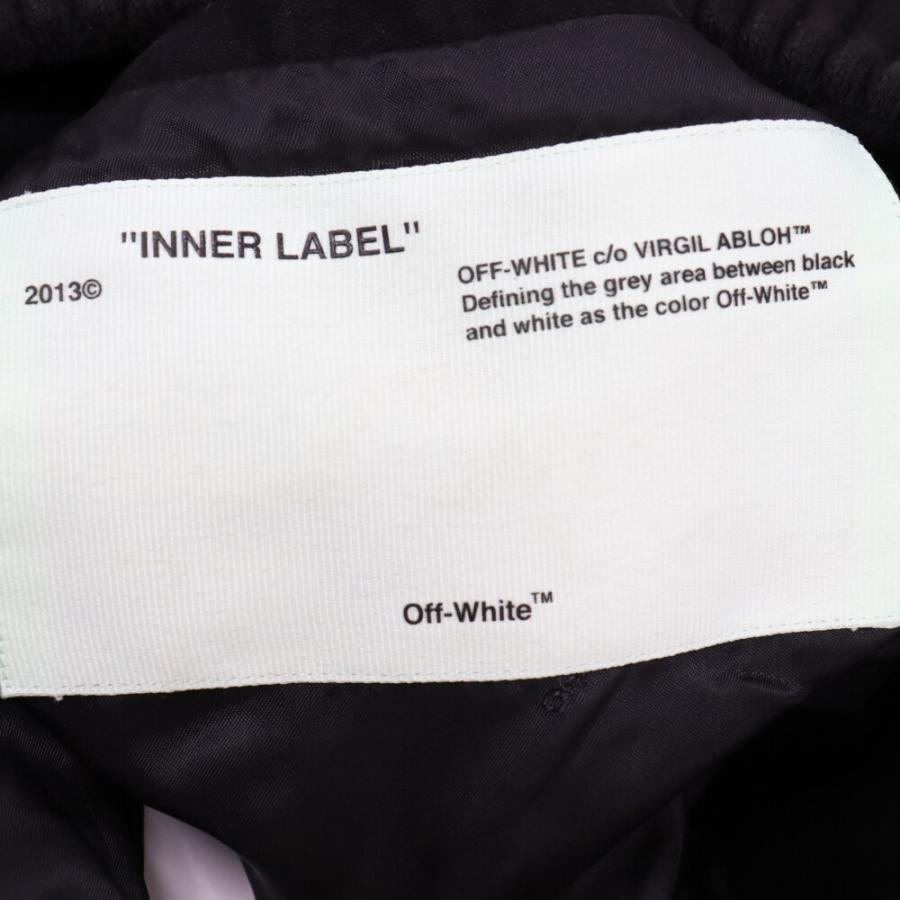 "INNER LABEL"
2013©
OFF-WHITE c/o VIRGIL ABLOH™
Defining the grey area between black
and white as the color Off-White™
Off-White™